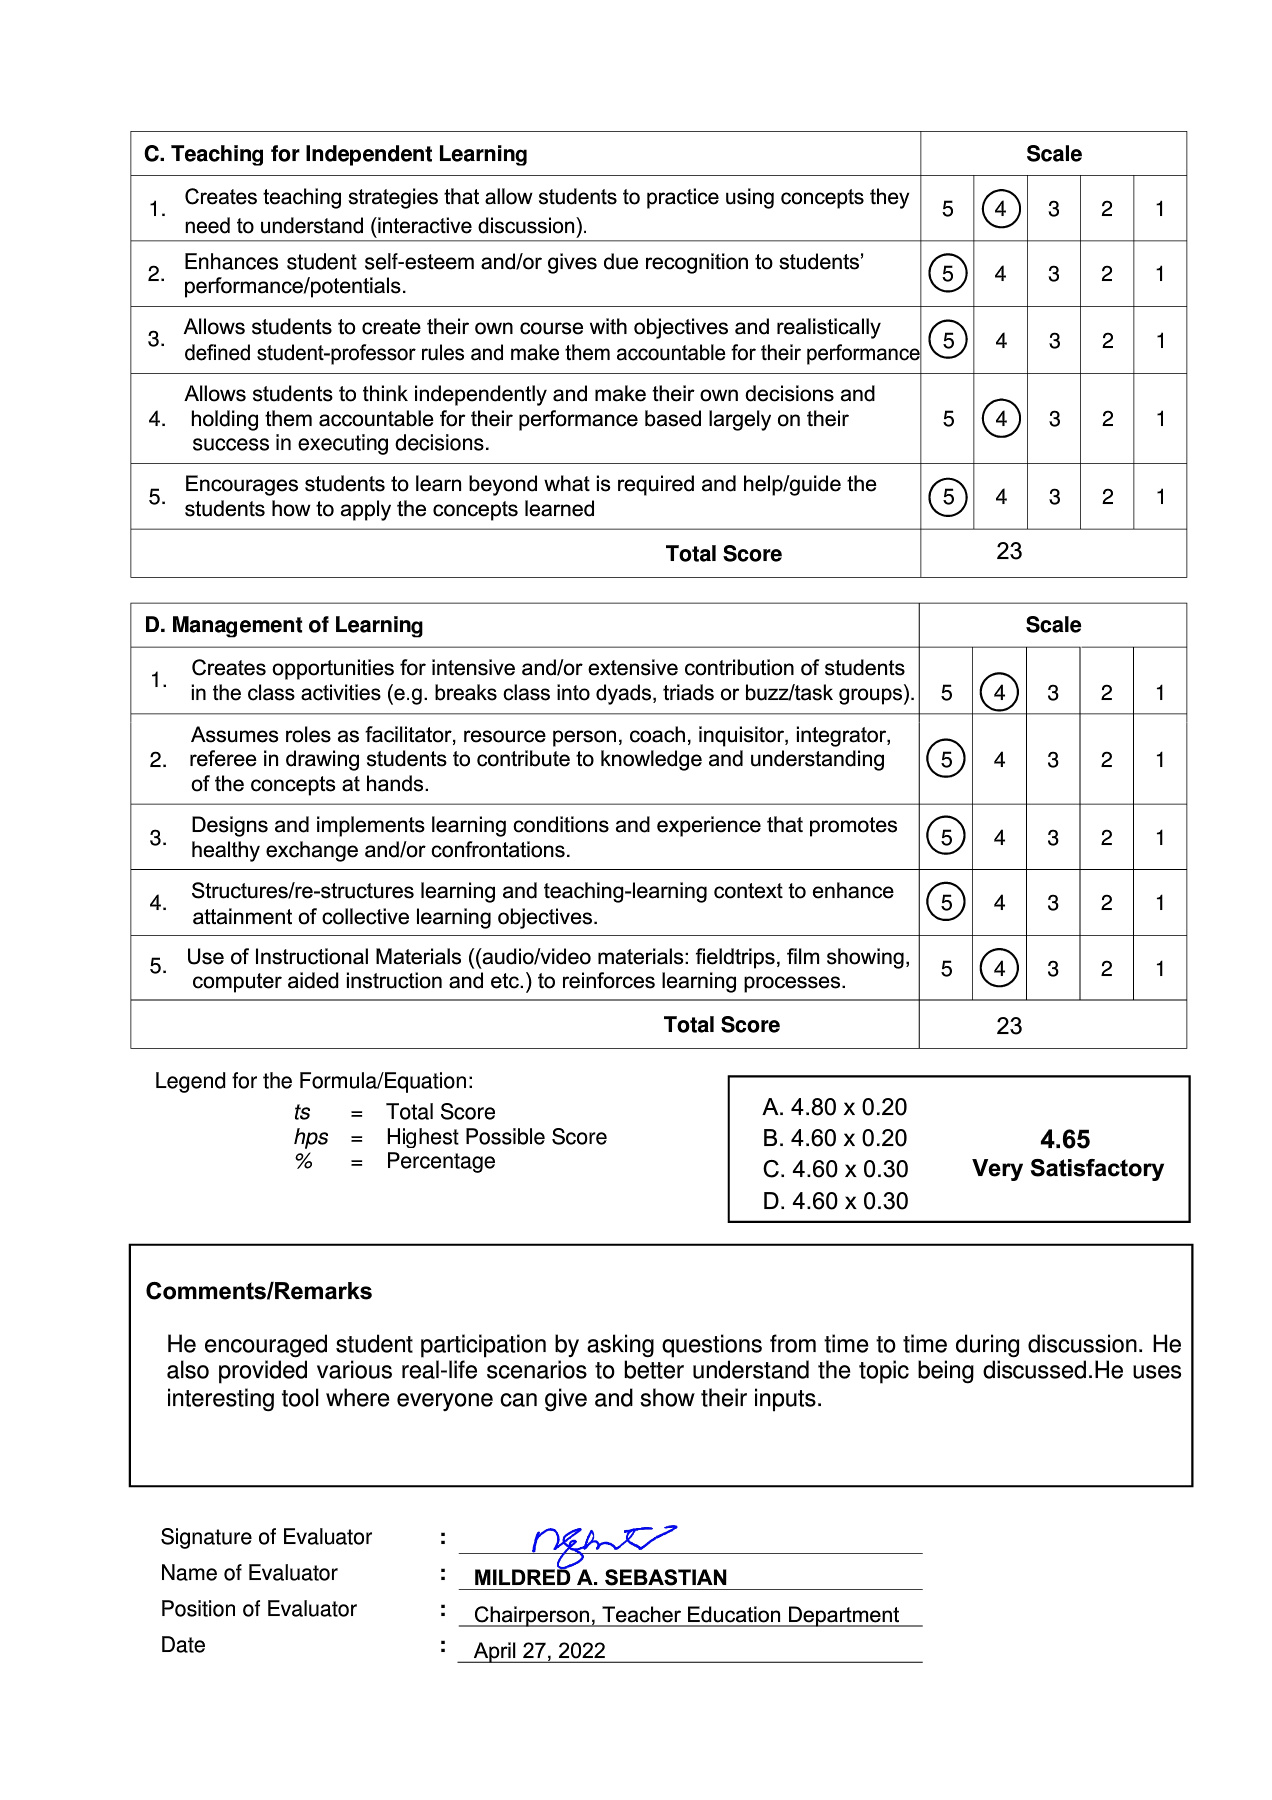 C. Teaching for Independent Learning Scale
1. Creates teaching strategies that allow students to practice using concepts they
need to understand (interactive discussion). 5 4 3 2 1
2. Enhances student self-esteem and/or gives due recognition to students’
performance/potentials. 5 4 3 2 1
3. Allows students to create their own course with objectives and realistically
defined student-professor rules and make them accountable for their performance 5 4 3 2 1
4. Allows students to think independently and make their own decisions and
holding them accountable for their performance based largely on their
success in executing decisions. 5 4 3 2 1
5. Encourages students to learn beyond what is required and help/guide the
students how to apply the concepts learned 5 4 3 2 1
Total Score 23
D. Management of Learning Scale
1. Creates opportunities for intensive and/or extensive contribution of students
in the class activities (e.g. breaks class into dyads, triads or buzz/task groups). 5 4 3 2 1
2. Assumes roles as facilitator, resource person, coach, inquisitor, integrator,
referee in drawing students to contribute to knowledge and understanding
of the concepts at hands. 5 4 3 2 1
3. Designs and implements learning conditions and experience that promotes
healthy exchange and/or confrontations. 5 4 3 2 1
4. Structures/re-structures learning and teaching-learning context to enhance
attainment of collective learning objectives. 5 4 3 2 1
5. Use of Instructional Materials ((audio/video materials: fieldtrips, film showing,
computer aided instruction and etc.) to reinforces learning processes. 5 4 3 2 1
Total Score 23
Legend for the Formula/Equation:
ts = Total Score
hps = Highest Possible Score
% = Percentage
A. 4.80 x 0.20
B. 4.60 x 0.20
C. 4.60 x 0.30
D. 4.60 x 0.30
4.65
Very Satisfactory
Comments/Remarks
He encouraged student participation by asking questions from time to time during discussion. He
also provided various real-life scenarios to better understand the topic being discussed.He uses
interesting tool where everyone can give and show their inputs.
Signature of Evaluator :
Name of Evaluator : MILDRED A. SEBASTIAN
Position of Evaluator : Chairperson, Teacher Education Department
Date : April 27, 2022